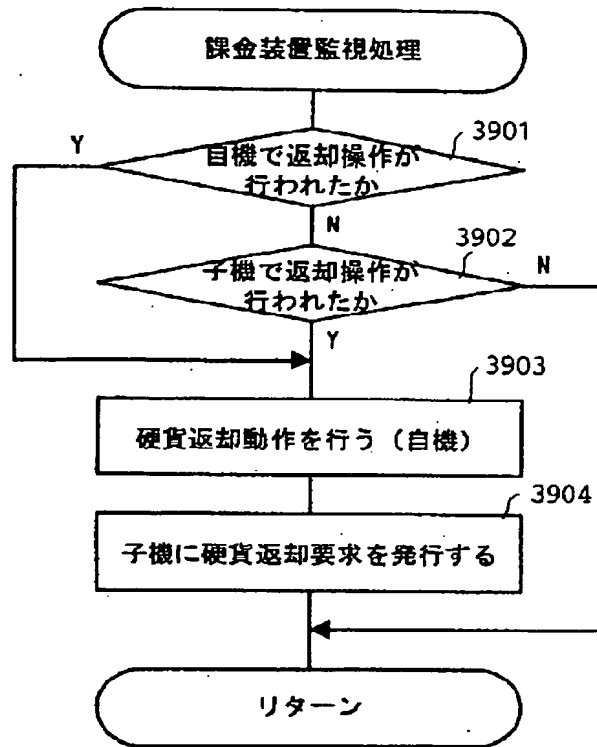 課金装置監視処理
3901
Y
自機で返却操作が
行われたか
N
3902
子機で返却操作が
行われたか
N
Y
3903
硬貨返却動作を行う(自機)
3904
子機に硬貨返却要求を発行する
リターン